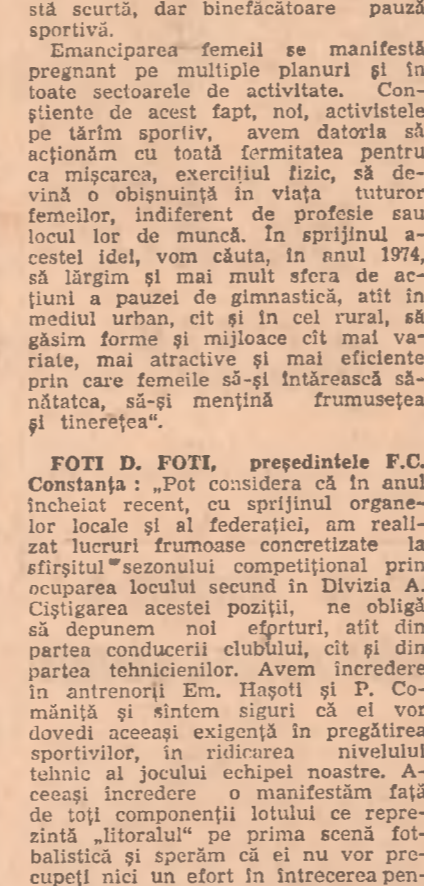 stă scurtă, dar binefăcătoare pauză
sportivă.
Emanciparea femeii se manifestă
pregnant pe multiple planuri și în
toate sectoarele de activitate. Con-
știente de acest fapt, noi, activistele
pe tărîm sportiv, avem datoria să
acționăm cu toată fermitatea pentru
ca mișcarea, exercițiul fizic, să de-
vină o obișnuință în viața tuturor
femeilor, indiferent de profesie sau
locul lor de muncă. În sprijinul a-
cestei idei, vom căuta, în anul 1974,
să lărgim și mai mult sfera de ac-
țiuni a pauzei de gimnastică, atît în
mediul urban, cît și în cel rural, să
găsim forme și mijloace cît mai va-
riate, mai atractive și mai eficiente
prin care femeile să-și întărească să-
nătatea, să-și mențină frumusețea
și tinerețea“.
FOTI D. FOTI, președintele F.C.
Constanța : „Pot considera că în anul
încheiat recent, cu sprijinul organe-
lor locale și al federației, am reali-
zat lucruri frumoase concretizate la
sfîrșitul sezonului competițional prin
ocuparea locului secund în Divizia A.
Cîștigarea acestei poziții, ne obligă
să depunem noi eforturi, atît din
partea conducerii clubului, cît și din
partea tehnicienilor. Avem încredere
în antrenorii Em. Hașoti și P. Co-
măniță și sîntem siguri că ei vor
dovedi aceeași exigență în pregătirea
sportivilor, în ridicarea nivelului
tehnic al jocului echipei noastre. A-
ceeași încredere o manifestăm față
de toți componenții lotului ce repre-
zintă „litoralul“ pe prima scenă fot-
balistică și sperăm că ei nu vor pre-
cupeți nici un efort în întrecerea pen-